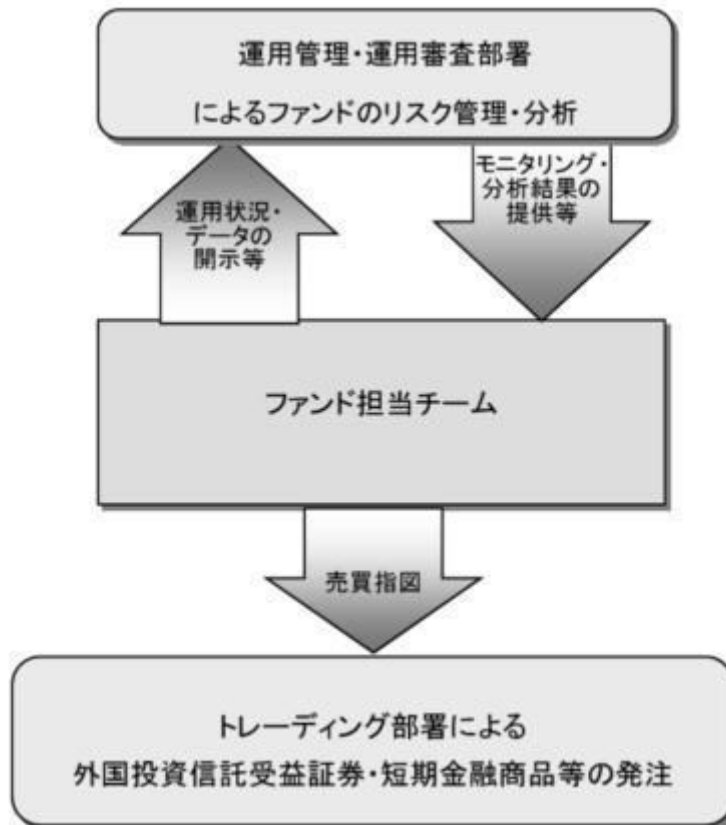 運用管理・運用審査部署
によるファンドのリスク管理・分析
運用状況・
データの
開示等
モニタリング・
分析結果の
提供等
ファンド担当チーム
売買指図
トレーディング部署による
外国投資信託受益証券・短期金融商品等の発注